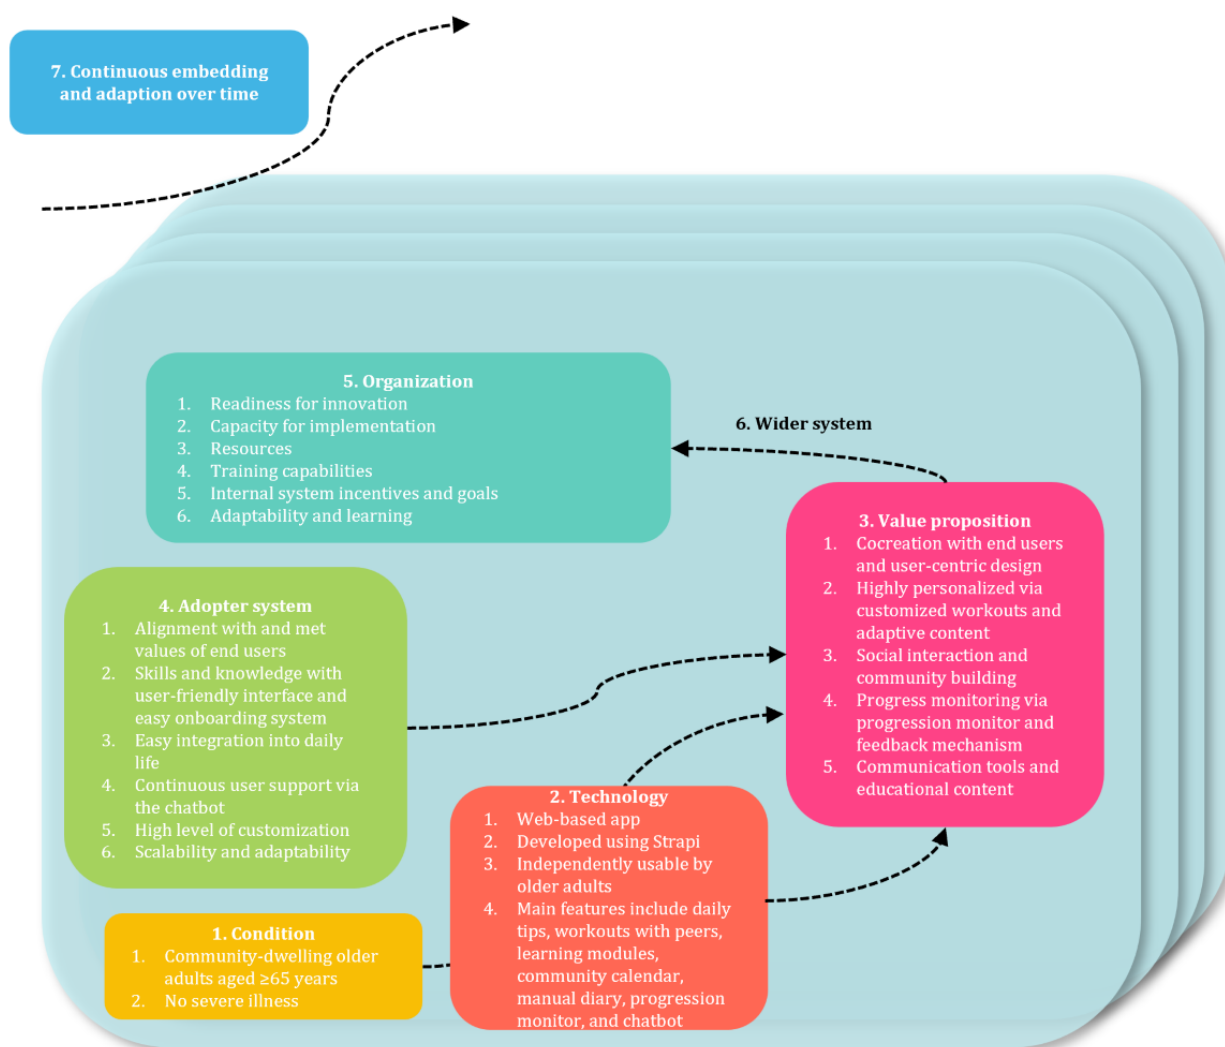 7. Continuous embedding
and adaption over time
5. Organization
1. Readiness for innovation
2. Capacity for implementation
3. Resources
4. Training capabilities
5. Internal system incentives and goals
6. Adaptability and learning
6. Wider system
3. Value proposition
1. Cocreation with end users
and user-centric design
2. Highly personalized via
customized workouts and
adaptive content
3. Social interaction and
community building
4. Progress monitoring via
progression monitor and
feedback mechanism
5. Communication tools and
educational content
4. Adopter system
1. Alignment with and met
values of end users
2. Skills and knowledge with
user-friendly interface and
easy onboarding system
3. Easy integration into daily
life
4. Continuous user support via
the chatbot
5. High level of customization
6. Scalability and adaptability
2. Technology
1. Web-based app
2. Developed using Strapi
3. Independently usable by
older adults
4. Main features include daily
tips, workouts with peers,
learning modules,
community calendar,
manual diary, progression
monitor, and chatbot
1. Condition
1. Community-dwelling older
adults aged ≥65 years
2. No severe illness